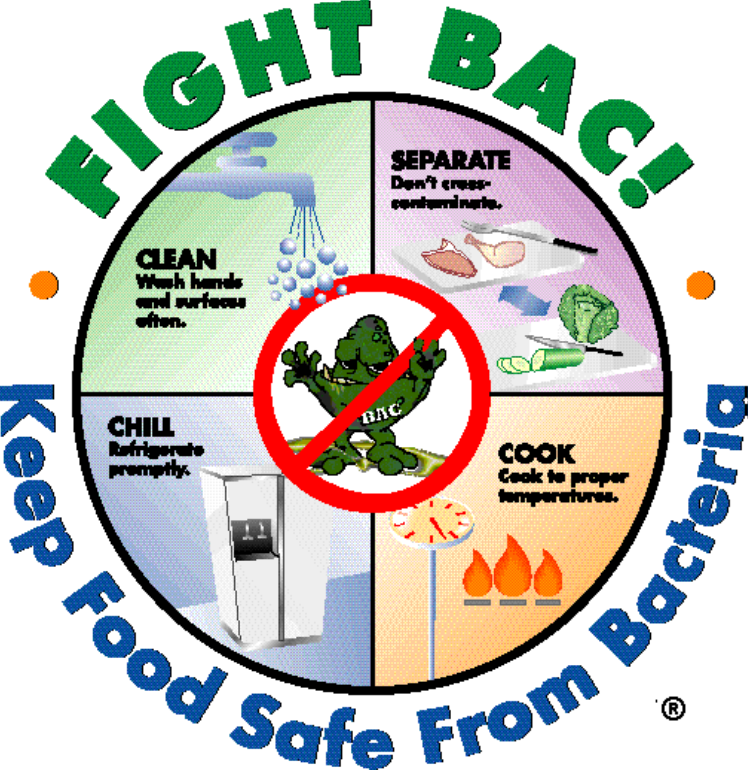 FIGHT BAC!
SEPARATE
Don't cross-
contaminate.
CLEAN
Wash hands
and surfaces
often.
BAC
CHILL
Refrigerate
promptly.
COOK
Cook to proper
temperatures.
Keep Food Safe From Bacteria
®